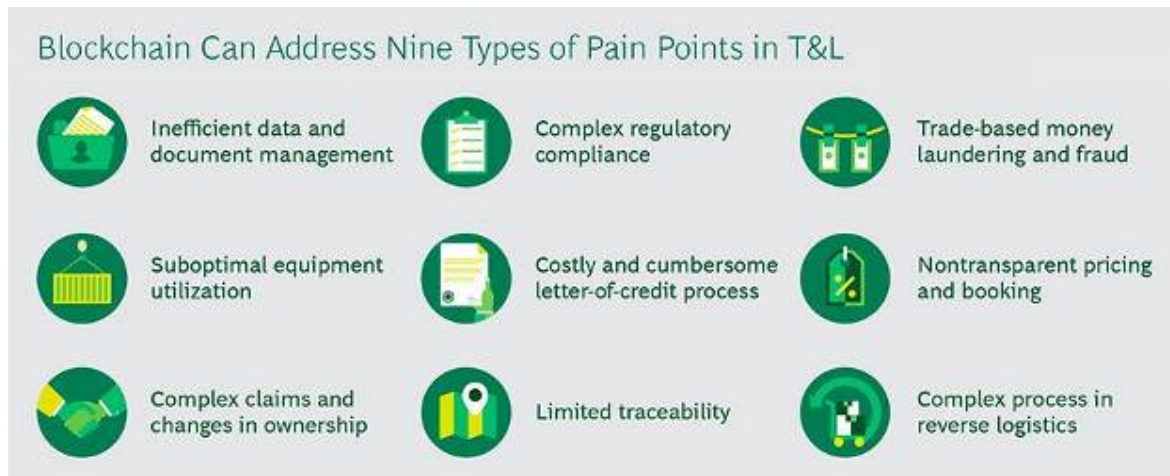 Blockchain Can Address Nine Types of Pain Points in T&L
Inefficient data and
document management
Complex regulatory
compliance
Trade-based money
laundering and fraud
Suboptimal equipment
utilization
Costly and cumbersome
letter-of-credit process
Nontransparent pricing
and booking
Complex claims and
changes in ownership
Limited traceability
Complex process in
reverse logistics